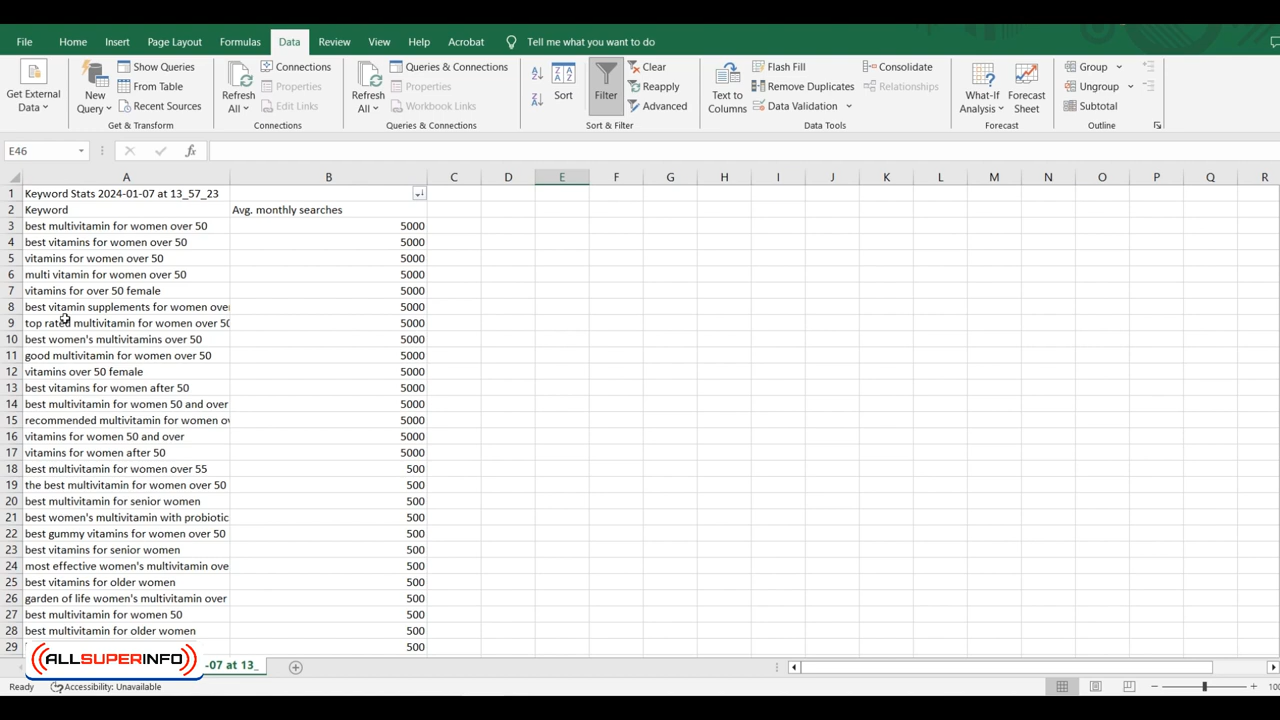 File Home Insert Page Layout Formulas Data Review View Help Acrobat Tell me what you want to do
Get External Data
New Query
Show Queries
From Table
Recent Sources
Get & Transform
Refresh All
Connections
Properties
Edit Links
Connections
Refresh All
Queries & Connections
Properties
Workbook Links
Queries & Connections
Sort
Filter
Clear
Reapply
Advanced
Sort & Filter
Text to Columns
Flash Fill
Remove Duplicates
Data Validation
Consolidate
Relationships
Data Tools
What-If Analysis
Forecast Sheet
Forecast
Group
Ungroup
Subtotal
Outline
E46 fx
A B C D E F G H I J K L M N O P Q R
1 Keyword Stats 2024-01-07 at 13_57_23
2 Keyword Avg. monthly searches
3 best multivitamin for women over 50 5000
4 best vitamins for women over 50 5000
5 vitamins for women over 50 5000
6 multi vitamin for women over 50 5000
7 vitamins for over 50 female 5000
8 best vitamin supplements for women over 5000
9 top rated multivitamin for women over 50 5000
10 best women's multivitamins over 50 5000
11 good multivitamin for women over 50 5000
12 vitamins over 50 female 5000
13 best vitamins for women after 50 5000
14 best multivitamin for women 50 and over 5000
15 recommended multivitamin for women ov 5000
16 vitamins for women 50 and over 5000
17 vitamins for women after 50 5000
18 best multivitamin for women over 55 500
19 the best multivitamin for women over 50 500
20 best multivitamin for senior women 500
21 best women's multivitamin with probiotic 500
22 best gummy vitamins for women over 50 500
23 best vitamins for senior women 500
24 most effective women's multivitamin ove 500
25 best vitamins for older women 500
26 garden of life women's multivitamin over 500
27 best multivitamin for women 50 500
28 best multivitamin for older women 500
29 500
ALLSUPERINFO
-07 at 13_
Ready Accessibility: Unavailable 100